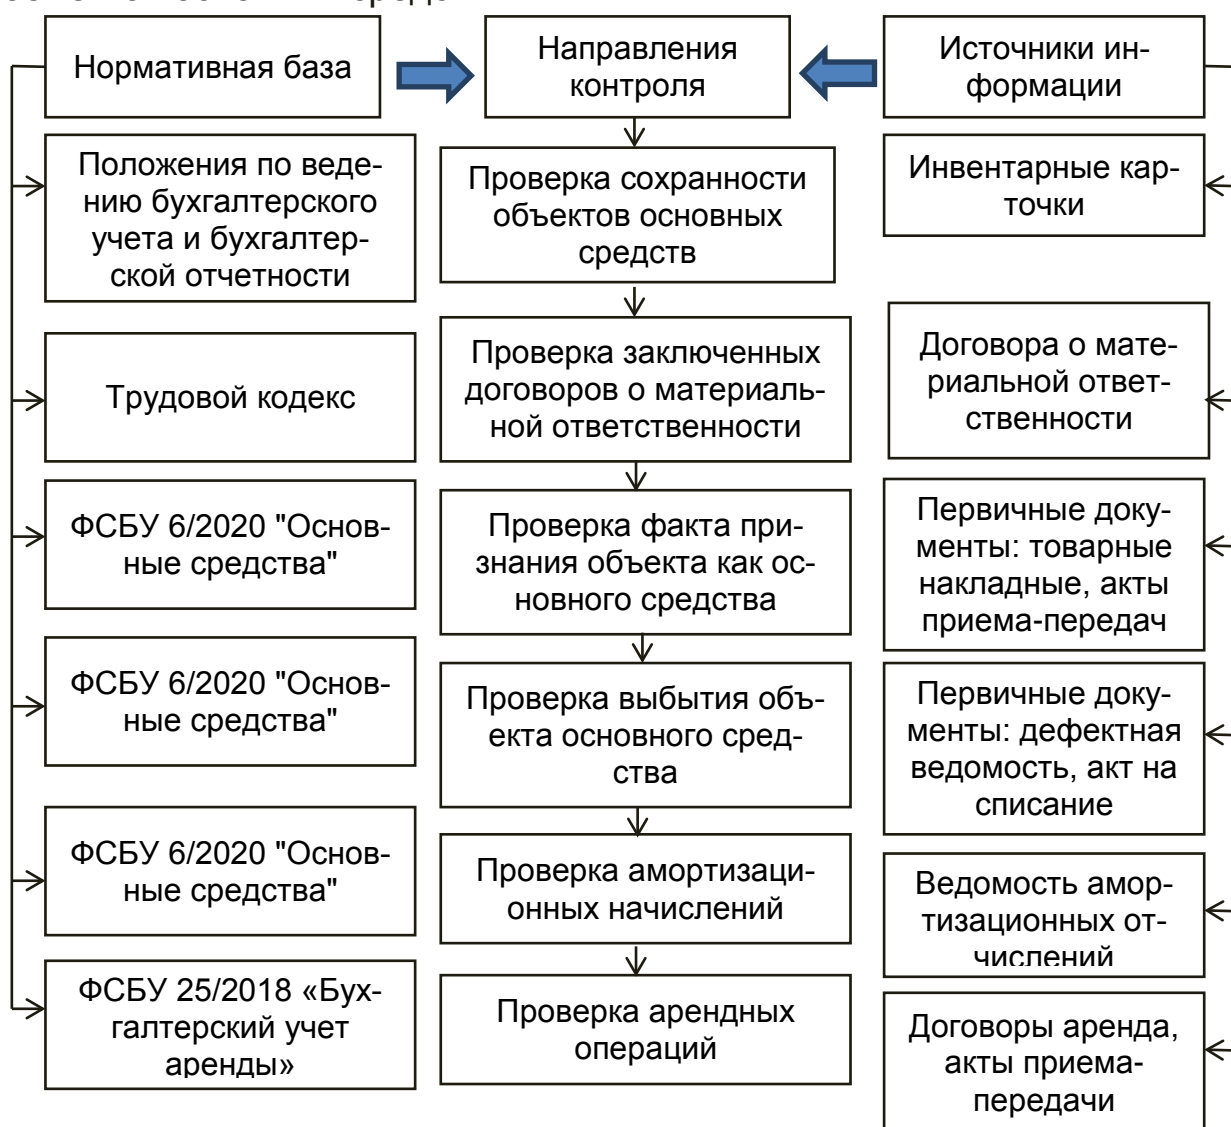 Нормативная база
Направления
контроля
Источники ин-
формации
Положения по веде-
нию бухгалтерского
учета и бухгалтер-
ской отчетности
Проверка сохранности
объектов основных
средств
Инвентарные кар-
точки
Трудовой кодекс
Проверка заключенных
договоров о материаль-
ной ответственности
Договора о мате-
риальной ответ-
ственности
ФСБУ 6/2020 "Основ-
ные средства"
Проверка факта при-
знания объекта как ос-
новного средства
Первичные доку-
менты: товарные
накладные, акты
приема-передач
ФСБУ 6/2020 "Основ-
ные средства"
Проверка выбытия объ-
екта основного сред-
ства
Первичные доку-
менты: дефектная
ведомость, акт на
списание
ФСБУ 6/2020 "Основ-
ные средства"
Проверка амортизаци-
онных начислений
Ведомость амор-
тизационных от-
числений
ФСБУ 25/2018 «Бух-
галтерский учет
аренды»
Проверка арендных
операций
Договоры аренда,
акты приема-
передачи